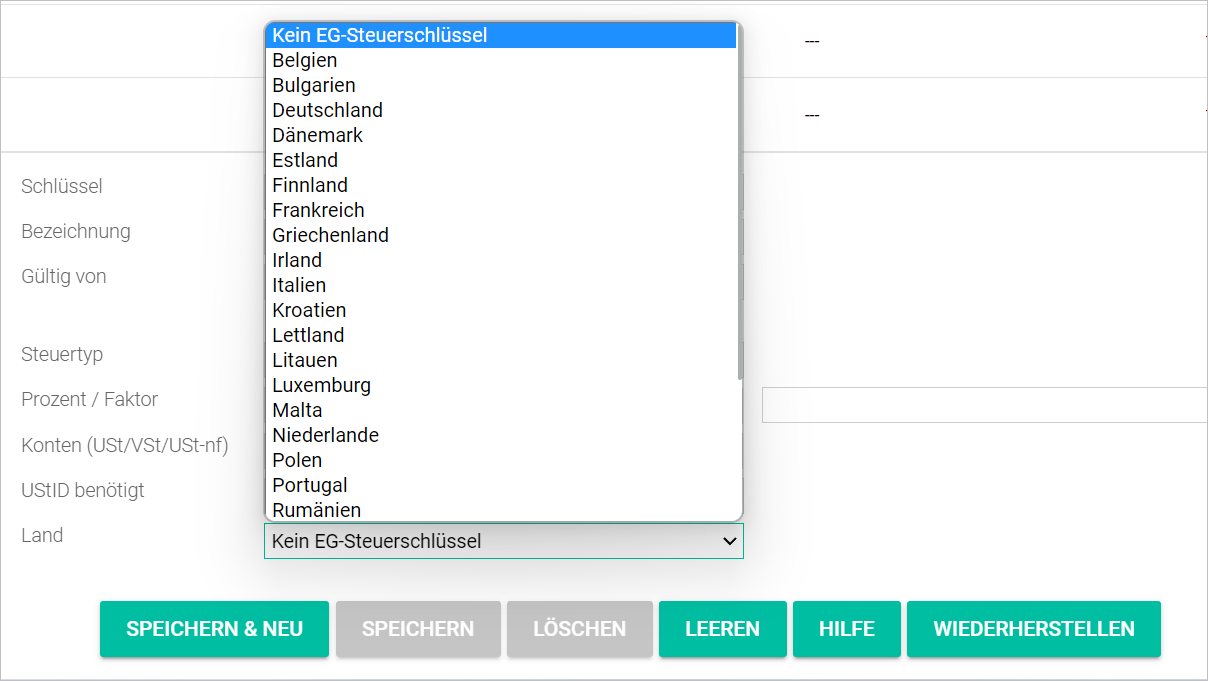 Kein EG-Steuerschlüssel
Belgien
Bulgarien
Deutschland
Dänemark
Estland
Finnland
Frankreich
Griechenland
Irland
Italien
Kroatien
Lettland
Litauen
Luxemburg
Malta
Niederlande
Polen
Portugal
Rumänien
---
---
Schlüssel
Bezeichnung
Gültig von
Steuertyp
Prozent / Faktor
Konten (USt/VSt/USt-nf)
UStID benötigt
Land
Kein EG-Steuerschlüssel
SPEICHERN & NEU
SPEICHERN
LÖSCHEN
LEEREN
HILFE
WIEDERHERSTELLEN